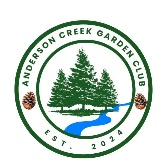 ANDERSON CREEK GARDEN CLUB
EST. 2024